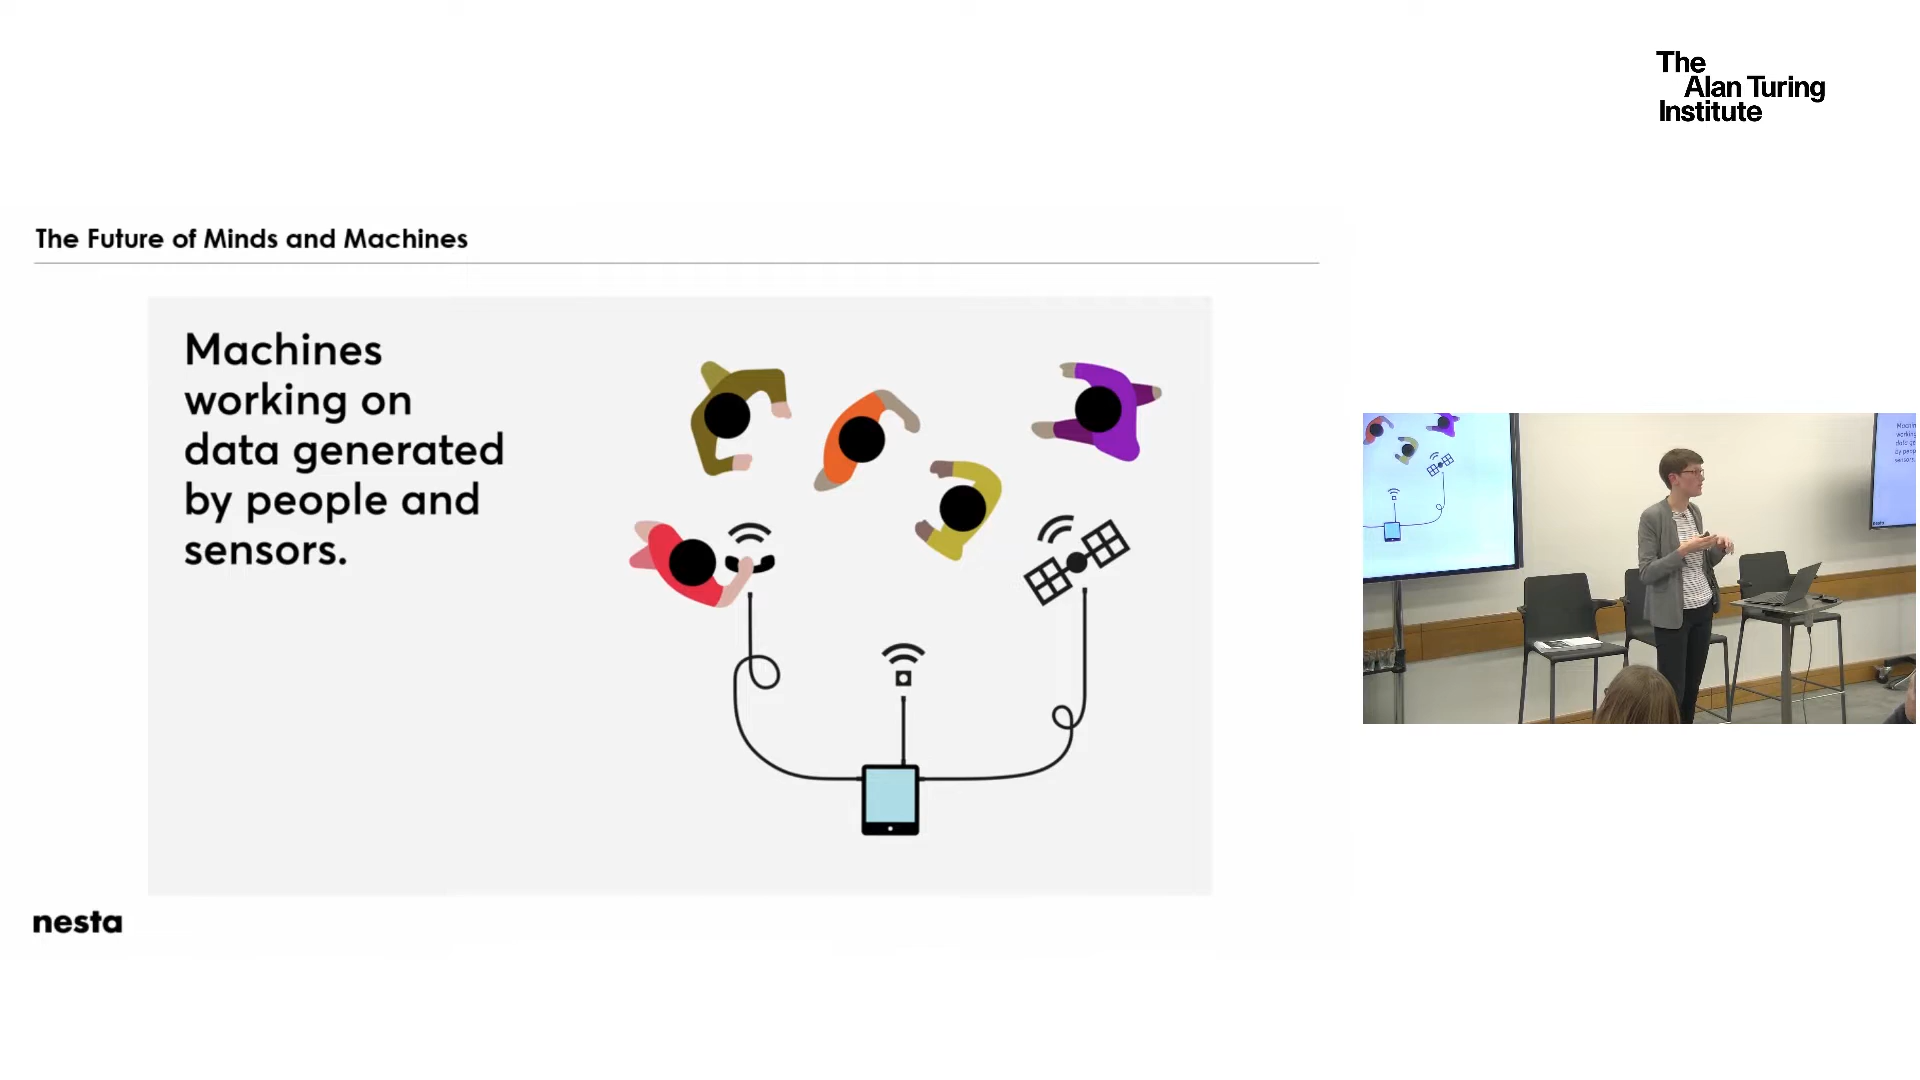 The
Alan Turing
Institute
The Future of Minds and Machines
Machines
working on
data generated
by people and
sensors.
nesta